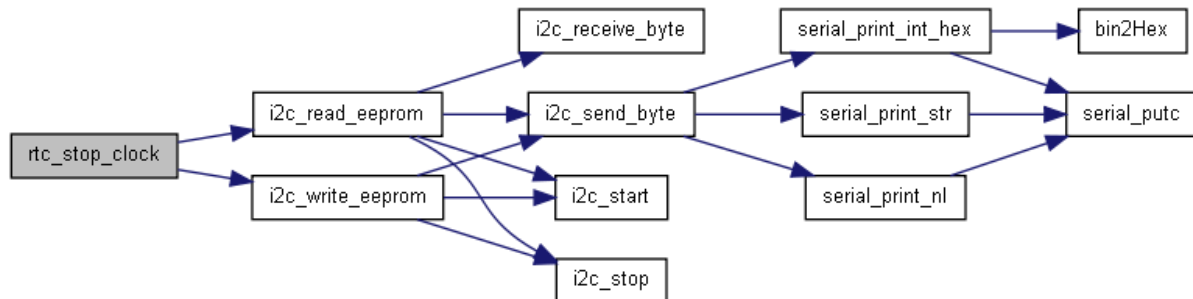 i2c_receive_byte
serial_print_int_hex
bin2Hex
i2c_read_eeprom
i2c_send_byte
serial_print_str
serial_putc
rtc_stop_clock
i2c_write_eeprom
i2c_start
serial_print_nl
i2c_stop